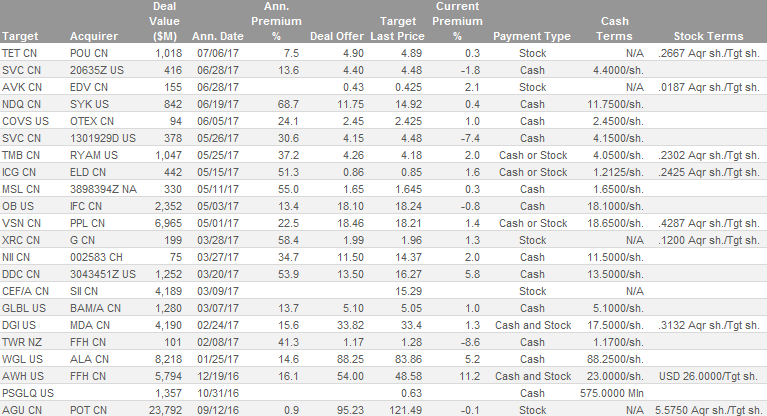 Target Acquirer Deal Value ($M) Ann. Date Ann. Premium % Deal Offer Target Last Price Current Premium % Payment Type Cash Terms Stock Terms
TET CN POU CN 1,018 07/06/17 7.5 4.90 4.89 0.3 Stock N/A .2667 Aqr sh./Tgt sh.
SVC CN 20635Z US 416 06/28/17 13.6 4.40 4.48 -1.8 Cash 4.4000/sh.
AVK CN EDV CN 155 06/28/17 0.43 0.425 2.1 Stock N/A .0187 Aqr sh./Tgt sh.
NDQ CN SYK US 842 06/19/17 68.7 11.75 14.92 0.4 Cash 11.7500/sh.
COVS US OTEX CN 94 06/05/17 24.1 2.45 2.425 1.0 Cash 2.4500/sh.
SVC CN 1301929D US 378 05/26/17 30.6 4.15 4.48 -7.4 Cash 4.1500/sh.
TMB CN RYAM US 1,047 05/25/17 37.2 4.26 4.18 2.0 Cash or Stock 4.0500/sh. .2302 Aqr sh./Tgt sh.
ICG CN ELD CN 442 05/15/17 51.3 0.86 0.85 1.6 Cash or Stock 1.2125/sh. .2425 Aqr sh./Tgt sh.
MSL CN 3898394Z NA 330 05/11/17 55.0 1.65 1.645 0.3 Cash 1.6500/sh.
OB US IFC CN 2,352 05/03/17 13.4 18.10 18.24 -0.8 Cash 18.1000/sh.
VSN CN PPL CN 6,965 05/01/17 22.5 18.46 18.21 1.4 Cash or Stock 18.6500/sh. .4287 Aqr sh./Tgt sh.
XRC CN G CN 199 03/28/17 58.4 1.99 1.96 1.3 Stock N/A .1200 Aqr sh./Tgt sh.
NII CN 002583 CH 75 03/27/17 34.7 11.50 14.37 2.0 Cash 11.5000/sh.
DDC CN 3043451Z US 1,252 03/20/17 53.9 13.50 16.27 5.8 Cash 13.5000/sh.
CEF/A CN SII CN 4,189 03/09/17 15.29 Stock N/A
GLBL US BAM/A CN 1,280 03/07/17 13.7 5.10 5.05 1.0 Cash 5.1000/sh.
DGI US MDA CN 4,190 02/24/17 15.6 33.82 33.4 1.3 Cash and Stock 17.5000/sh. .3132 Aqr sh./Tgt sh.
TWR NZ FFH CN 101 02/08/17 41.3 1.17 1.28 -8.6 Cash 1.1700/sh.
WGL US ALA CN 8,218 01/25/17 14.6 88.25 83.86 5.2 Cash 88.2500/sh.
AWH US FFH CN 5,794 12/19/16 16.1 54.00 48.58 11.2 Cash and Stock 23.0000/sh. USD 26.0000/Tgt sh.
PSGLQ US 1,357 10/31/16 0.63 Cash 575.0000 Mln
AGU CN POT CN 23,792 09/12/16 0.9 95.23 121.49 -0.1 Stock N/A 5.5750 Aqr sh./Tgt sh.